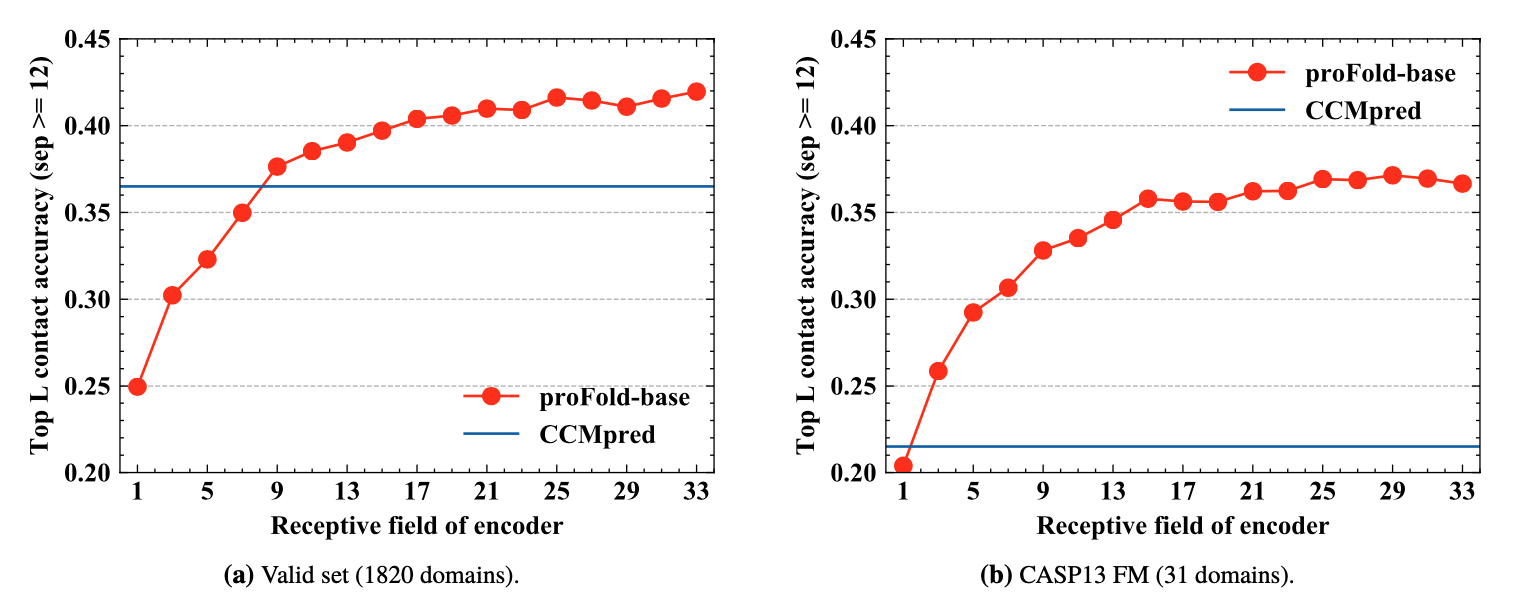 0.45
0.40
0.35
0.30
0.25
0.20
Top L contact accuracy (sep >= 12)
proFold-base
CCMpred
1 5 9 13 17 21 25 29 33
Receptive field of encoder
(a) Valid set (1820 domains).
0.45
0.40
0.35
0.30
0.25
0.20
Top L contact accuracy (sep >= 12)
proFold-base
CCMpred
1 5 9 13 17 21 25 29 33
Receptive field of encoder
(b) CASP13 FM (31 domains).